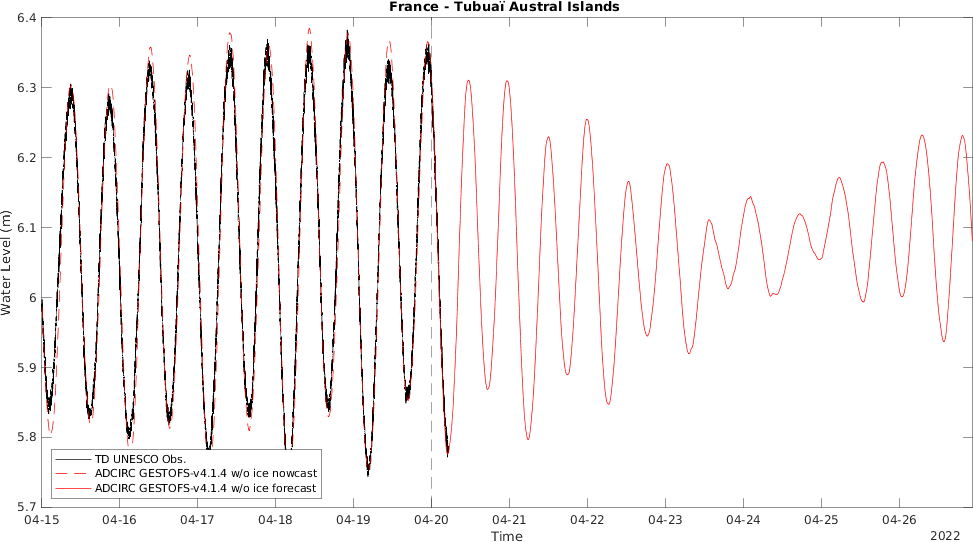 France - Tubuaï Austral Islands
6.4
6.3
6.2
6.1
6
5.9
5.8
5.7
Water Level (m)
TD UNESCO Obs.
ADCIRC GESTOFS-v4.1.4 w/o ice nowcast
ADCIRC GESTOFS-v4.1.4 w/o ice forecast
04-15 04-16 04-17 04-18 04-19 04-20 04-21 04-22 04-23 04-24 04-25 04-26
Time
2022